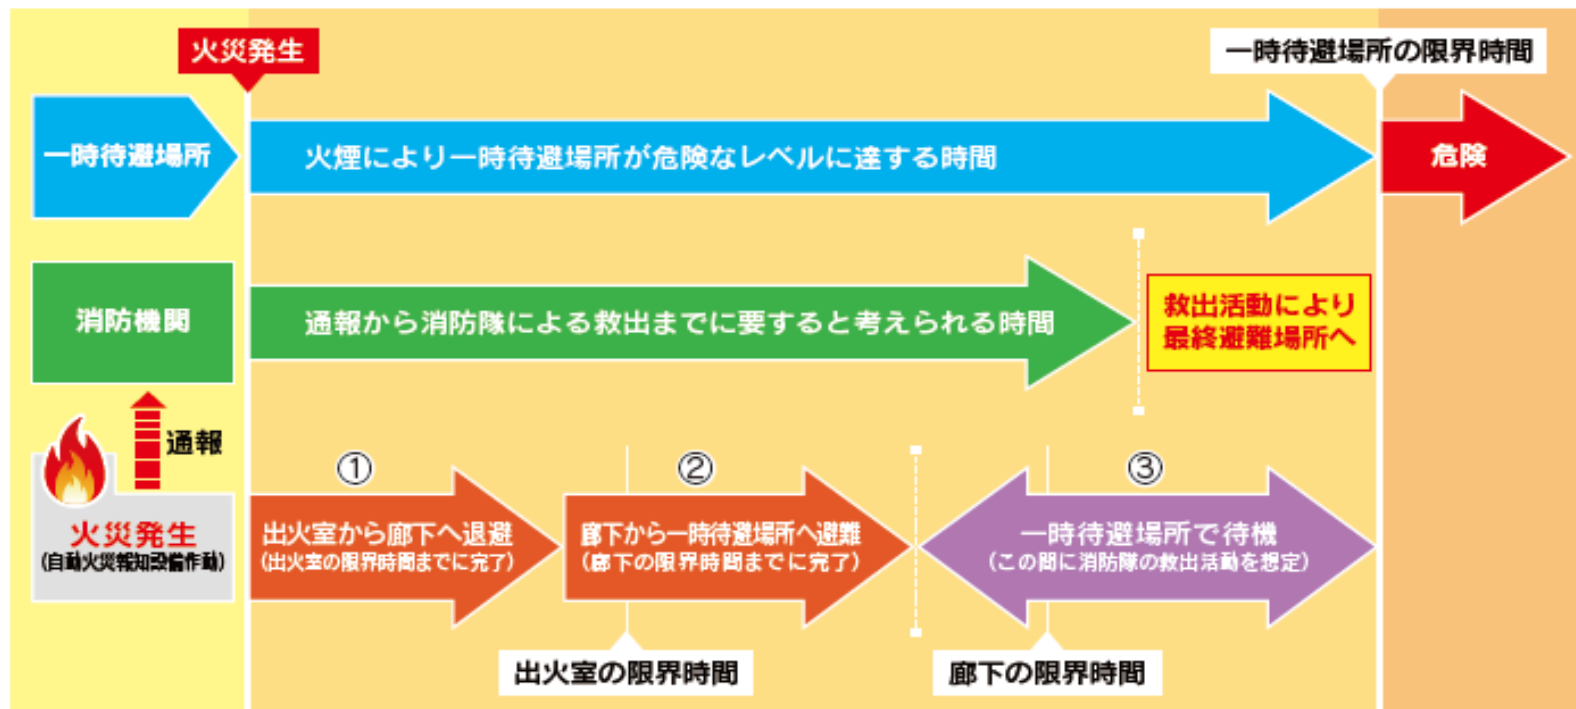 火災発生
一時待避場所の限界時間
一時待避場所
火煙により一時待避場所が危険なレベルに達する時間
危険
消防機関
通報から消防隊による救出までに要すると考えられる時間
救出活動により
最終避難場所へ
通報
火災発生
(自動火災報知設備作動)
①
出火室から廊下へ退避
(出火室の限界時間までに完了)
②
廊下から一時待避場所へ避難
(廊下の限界時間までに完了)
③
一時待避場所で待機
(この間に消防隊の救出活動を想定)
出火室の限界時間
廊下の限界時間